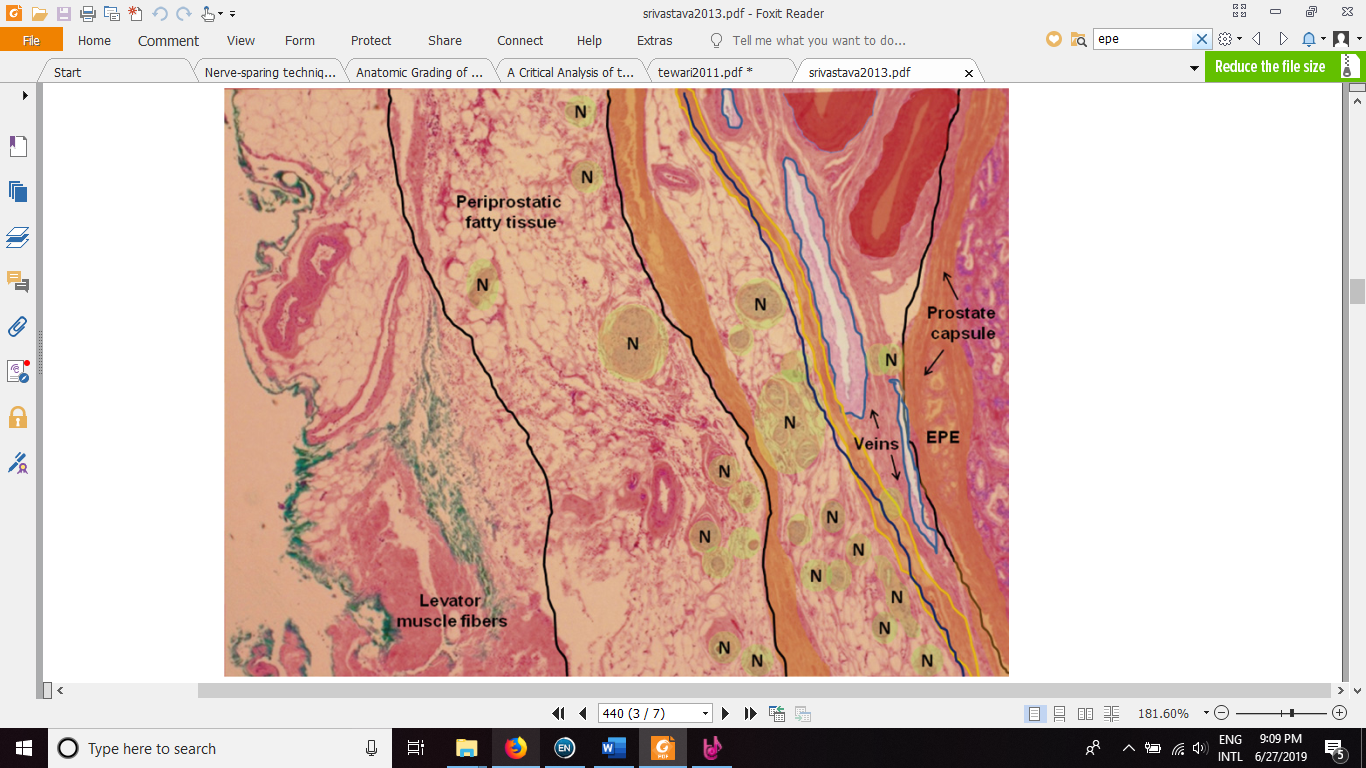 srivastava2013.pdf - Foxit Reader
File Home Comment View Form Protect Share Connect Help Extras Tell me what you want to do... epe
Start Nerve-sparing techniq... Anatomic Grading of ... A Critical Analysis of t... tewari2011.pdf * srivastava2013.pdf Reduce the file size
N
N
Periprostatic
fatty tissue
N
N
N
Prostate
capsule
N
N
EPE
Veins
N
N
N
N
N
N
N
N
Levator
muscle fibers
N
N
N
440 (3 / 7) 181.60%
Type here to search EN W PDF ENG 9:09 PM
INTL 6/27/2019 5